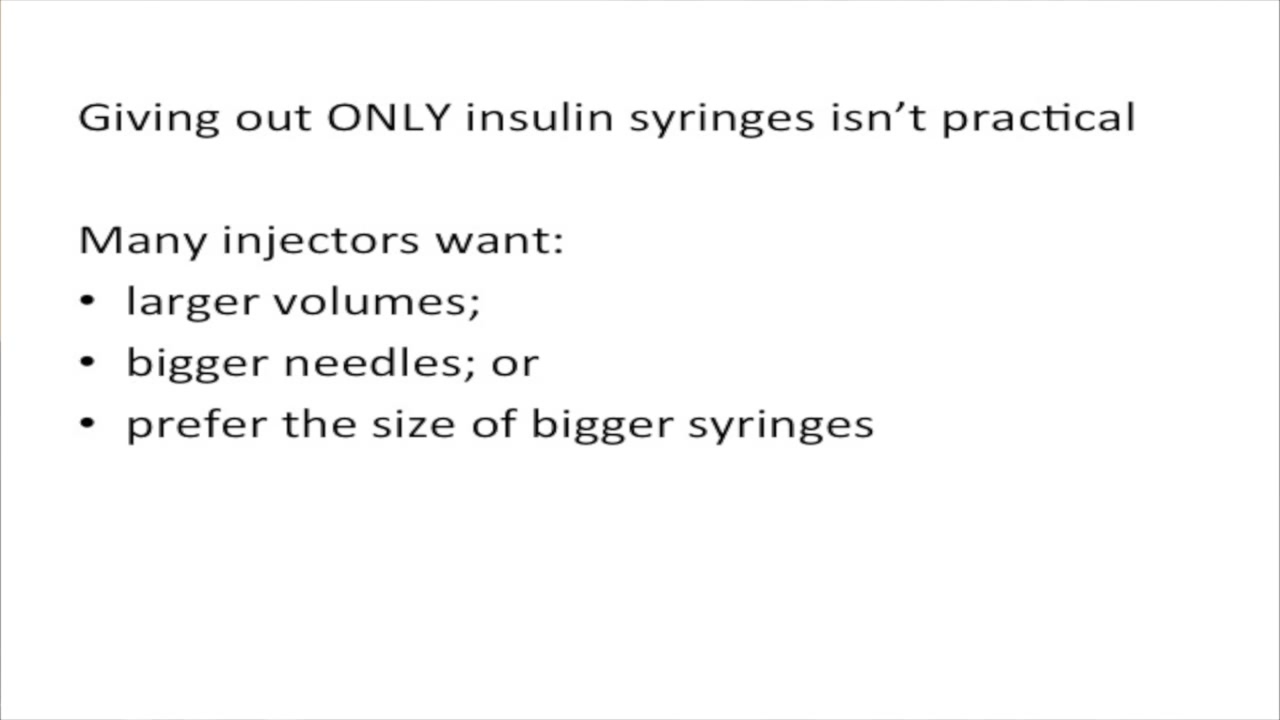 Giving out ONLY insulin syringes isn’t practical
Many injectors want:
• larger volumes;
• bigger needles; or
• prefer the size of bigger syringes